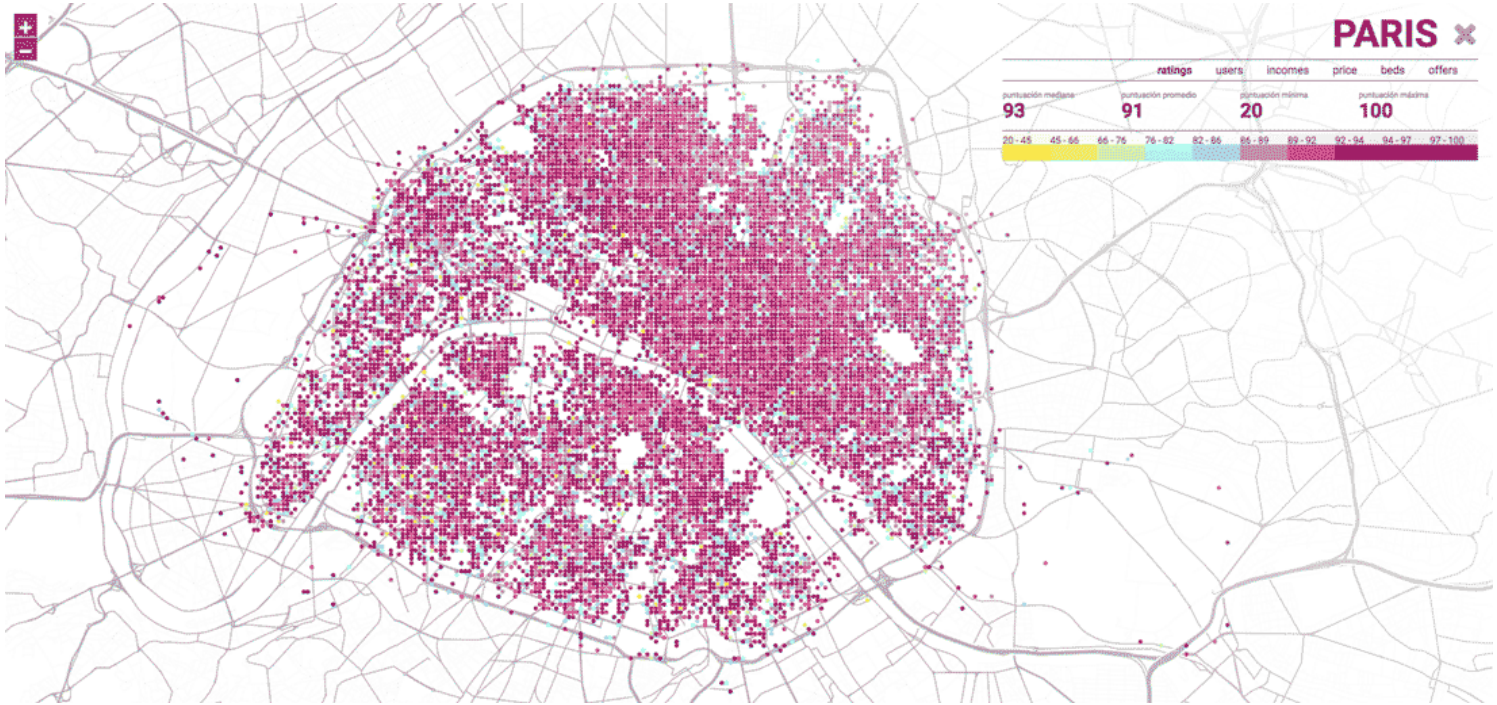 +
−
PARIS
ratings users incomes price beds offers
puntuación mediana puntuación promedio puntuación mínima puntuación máxima
93 91 20 100
20 - 45 45 - 66 66 - 76 76 - 82 82 - 86 86 - 89 89 - 92 92 - 94 94 - 97 97 - 100